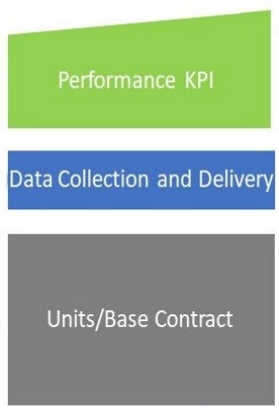 Performance KPI
Data Collection and Delivery
Units/Base Contract